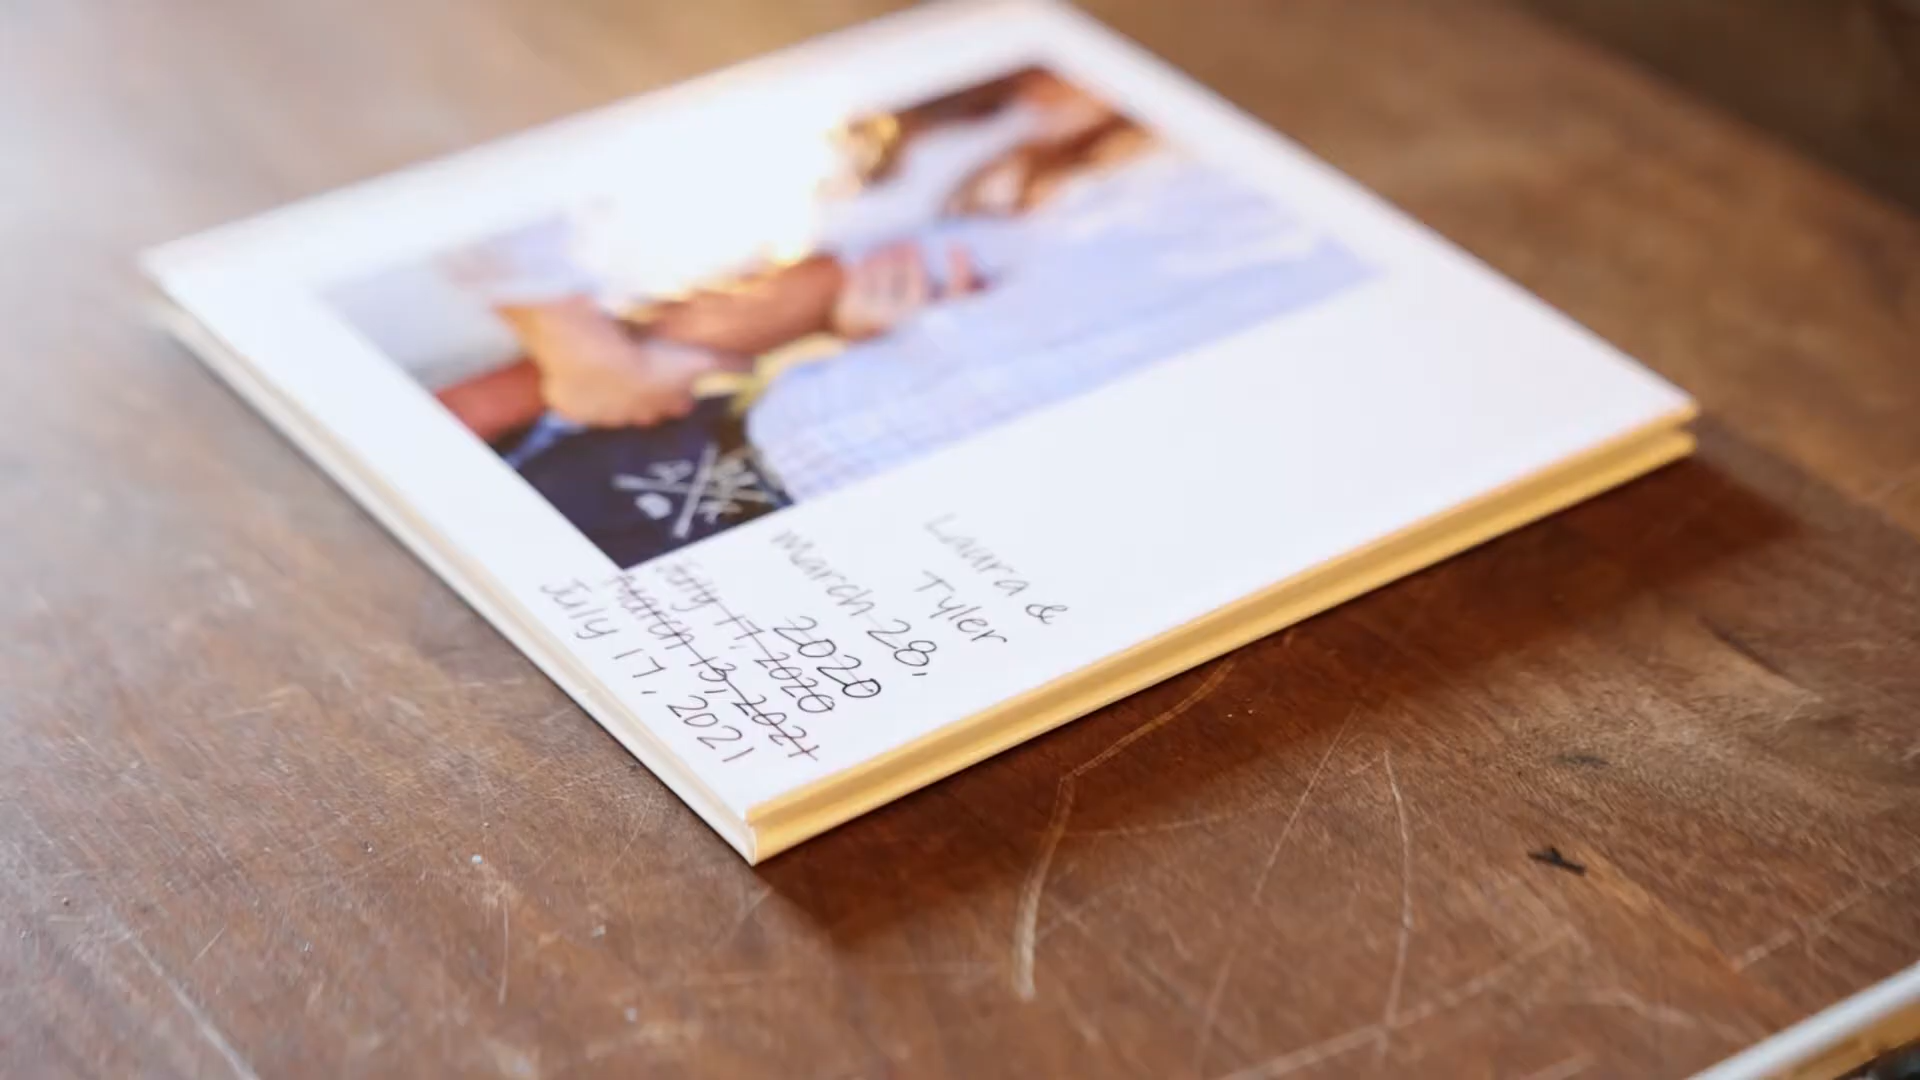 Laura &
Tyler
March 28,
2020
July 17, 2020
March 13, 2021
July 17, 2021